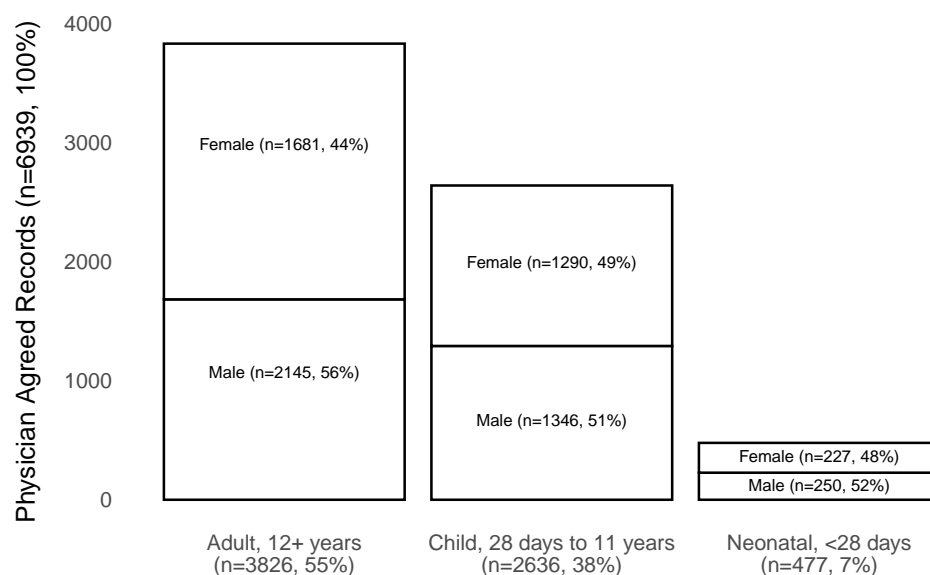 Physician Agreed Records (n=6939, 100%)
4000
3000
2000
1000
0
Female (n=1681, 44%)
Male (n=2145, 56%)
Female (n=1290, 49%)
Male (n=1346, 51%)
Female (n=227, 48%)
Male (n=250, 52%)
Adult, 12+ years
(n=3826, 55%)
Child, 28 days to 11 years
(n=2636, 38%)
Neonatal, <28 days
(n=477, 7%)